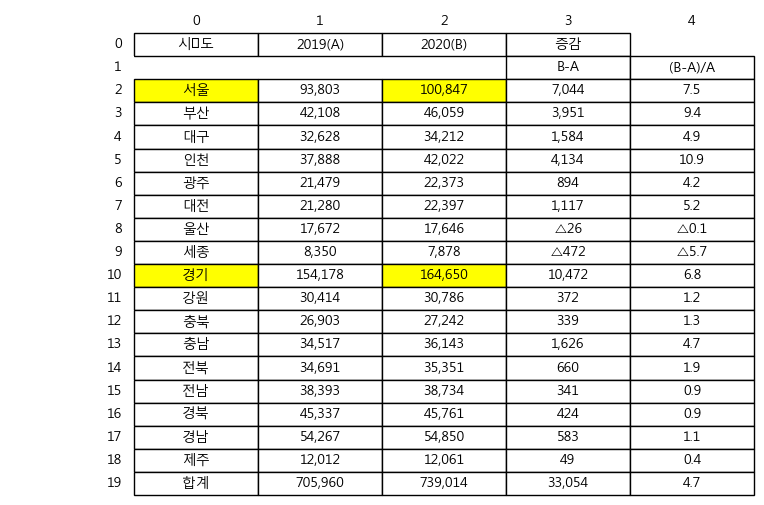 0 1 2 3 4
0 시 도 2019(A) 2020(B) 증감
1 B-A (B-A)/A
2 서울 93,803 100,847 7,044 7.5
3 부산 42,108 46,059 3,951 9.4
4 대구 32,628 34,212 1,584 4.9
5 인천 37,888 42,022 4,134 10.9
6 광주 21,479 22,373 894 4.2
7 대전 21,280 22,397 1,117 5.2
8 울산 17,672 17,646 △26 △0.1
9 세종 8,350 7,878 △472 △5.7
10 경기 154,178 164,650 10,472 6.8
11 강원 30,414 30,786 372 1.2
12 충북 26,903 27,242 339 1.3
13 충남 34,517 36,143 1,626 4.7
14 전북 34,691 35,351 660 1.9
15 전남 38,393 38,734 341 0.9
16 경북 45,337 45,761 424 0.9
17 경남 54,267 54,850 583 1.1
18 제주 12,012 12,061 49 0.4
19 합계 705,960 739,014 33,054 4.7